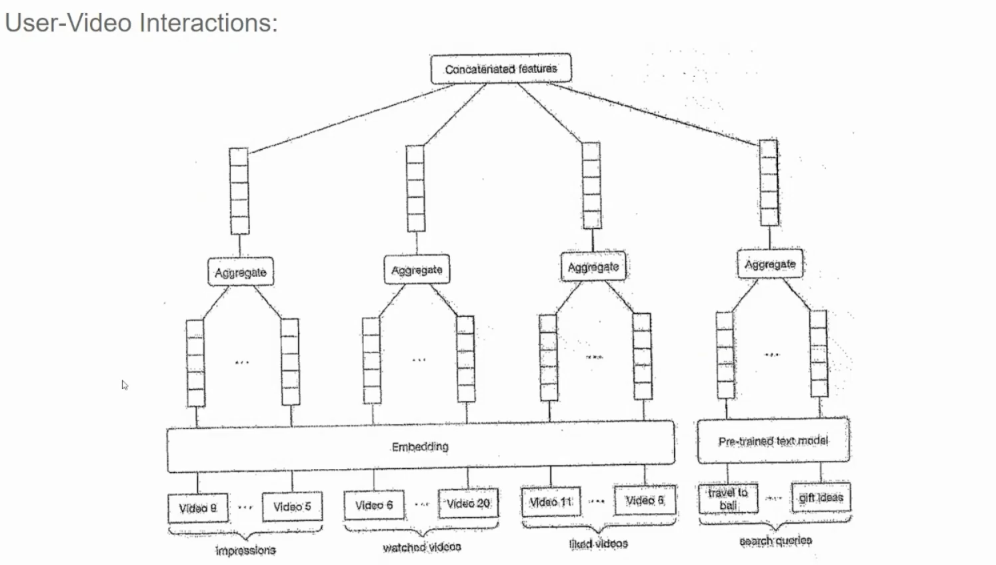 User-Video Interactions:
Concatenated features
Aggregate
Aggregate
Aggregate
Aggregate
...
...
....
...
Embedding
Pre-trained text model
Video 8 ... Video 5
Video 6 .... Video 20
Video 11 .... Video 6
travel to
bali
.... gift ideas
impressions
watched videos
liked videos
search queries